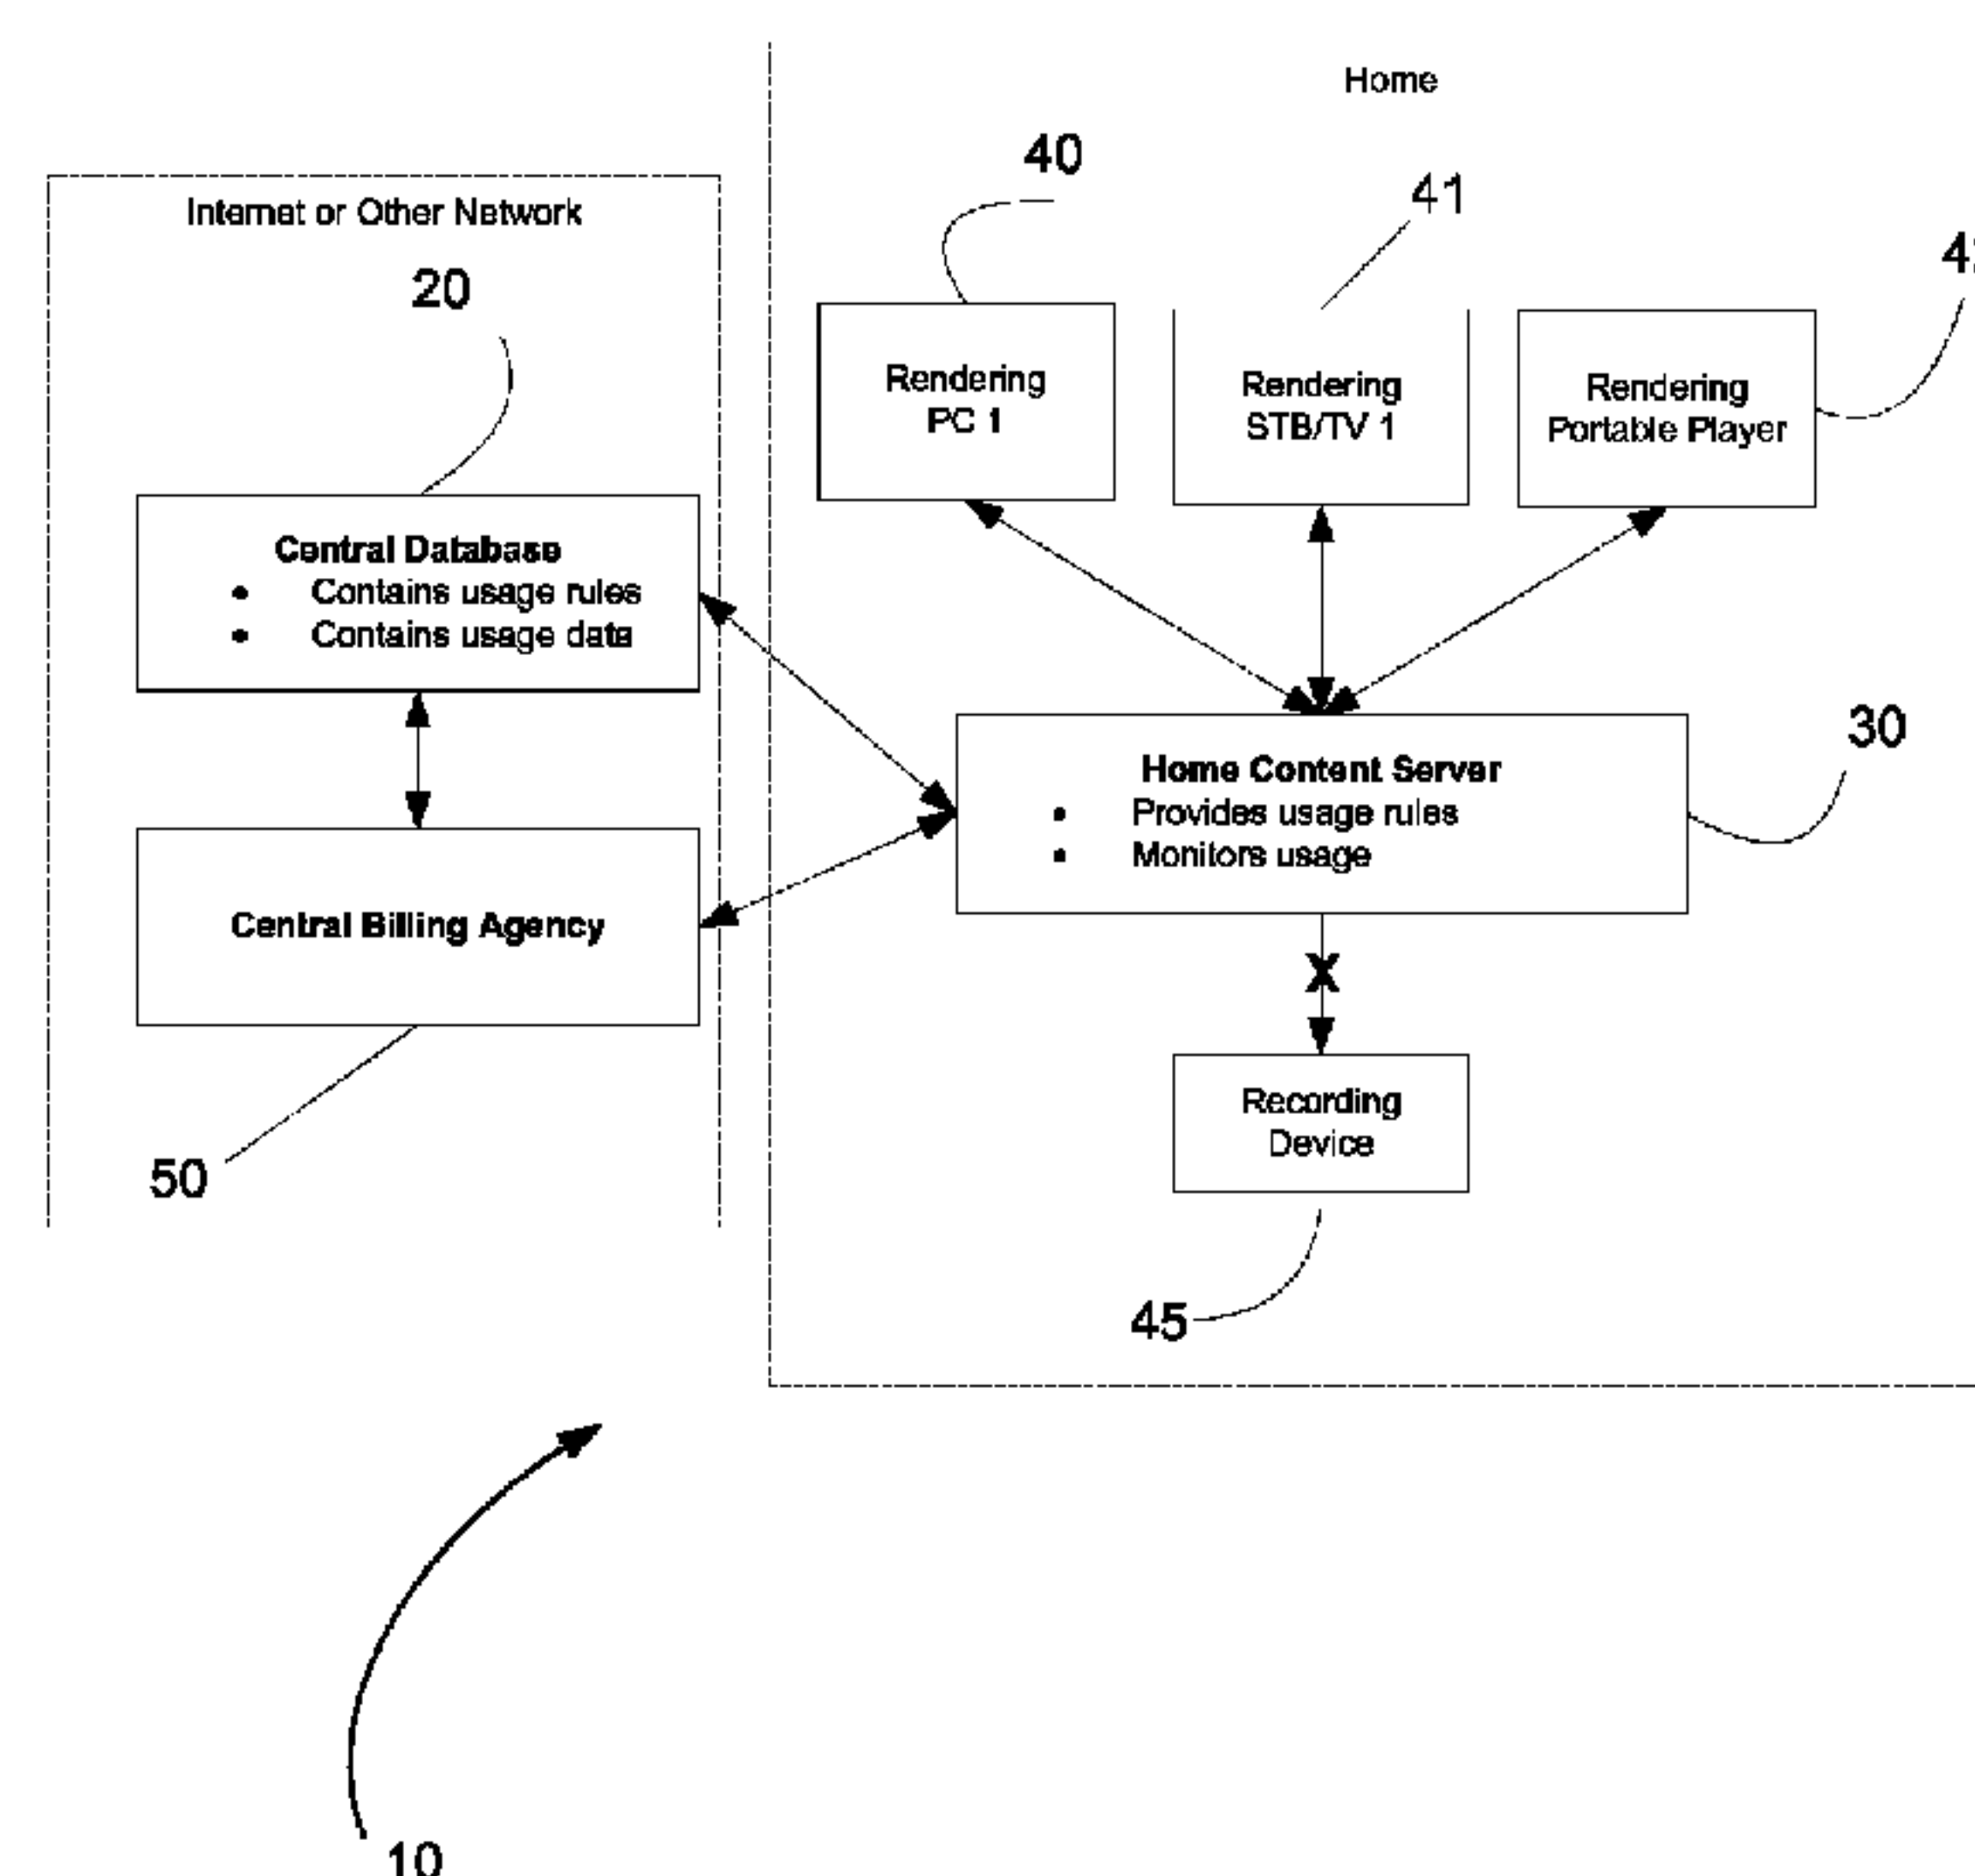 Home
40
41
Internet or Other Network
20
Rendering
PC 1
Rendering
STB/TV 1
Rendering
Portable Player
Central Database
• Contains usage rules
• Contains usage data
30
Home Content Server
• Provides usage rules
• Monitors usage
Central Billing Agency
X
Recording
Device
50
45
10